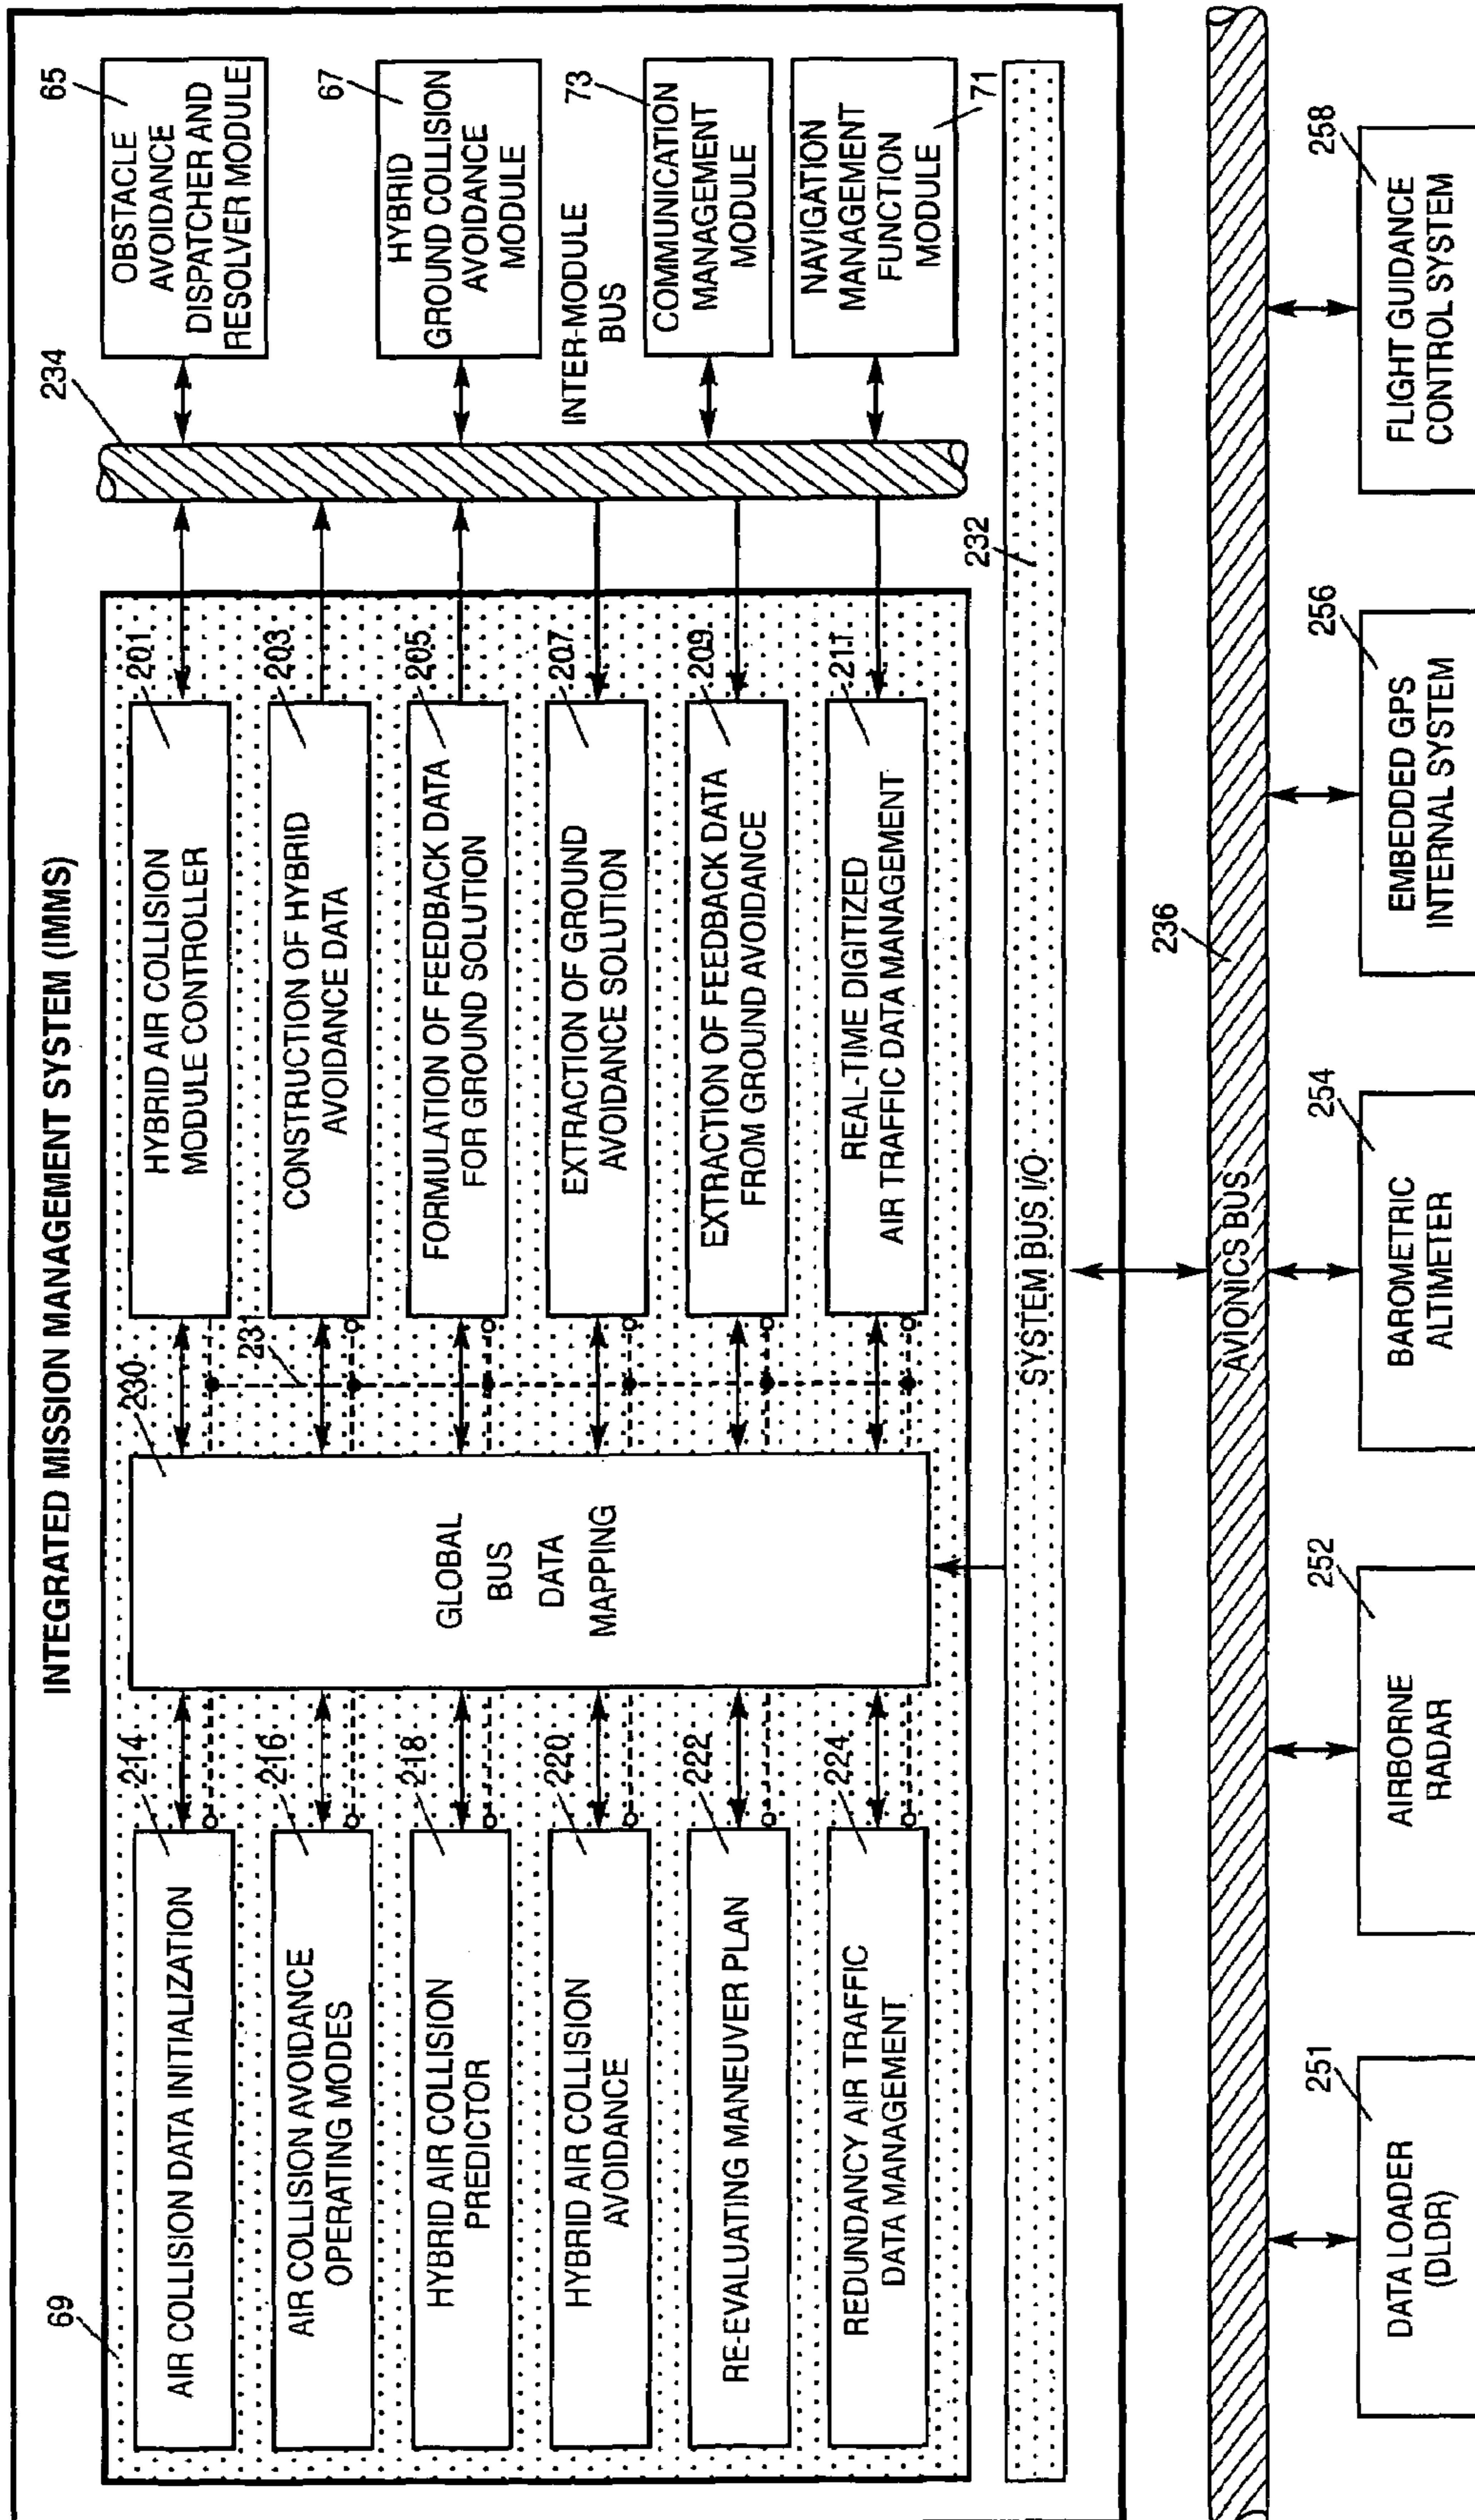 INTEGRATED MISSION MANAGEMENT SYSTEM (IMMS)
69
214
AIR COLLISION DATA INITIALIZATION
216
AIR COLLISION AVOIDANCE
OPERATING MODES
218
HYBRID AIR COLLISION
PREDICTOR
220
HYBRID AIR COLLISION
AVOIDANCE
222
RE-EVALUATING MANEUVER PLAN
224
REDUNDANCY AIR TRAFFIC
DATA MANAGEMENT
230
GLOBAL
BUS
DATA
MAPPING
231
201
HYBRID AIR COLLISION
MODULE CONTROLLER
203
CONSTRUCTION OF HYBRID
AVOIDANCE DATA
205
FORMULATION OF FEEDBACK DATA
FOR GROUND SOLUTION
207
EXTRACTION OF GROUND
AVOIDANCE SOLUTION
209
EXTRACTION OF FEEDBACK DATA
FROM GROUND AVOIDANCE
211
REAL-TIME DIGITIZED
AIR TRAFFIC DATA MANAGEMENT
234
INTER-MODULE
BUS
65
OBSTACLE
AVOIDANCE
DISPATCHER AND
RESOLVER MODULE
67
HYBRID
GROUND COLLISION
AVOIDANCE
MODULE
73
COMMUNICATION
MANAGEMENT
MODULE
NAVIGATION
MANAGEMENT
FUNCTION
MODULE
71
232
SYSTEM BUS I/O
236
AVIONICS BUS
251
DATA LOADER
(DLDR)
252
AIRBORNE
RADAR
254
BAROMETRIC
ALTIMETER
256
EMBEDDED GPS
INTERNAL SYSTEM
258
FLIGHT GUIDANCE
CONTROL SYSTEM